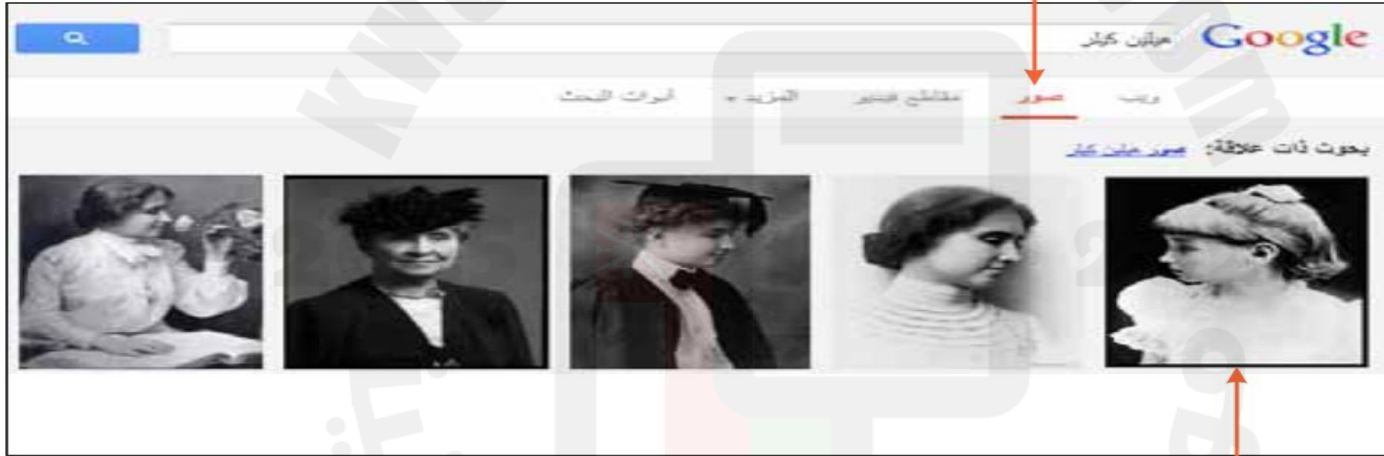 Google هيلين كيلر
ويب صور مقاطع فيديو المزيد أدوات البحث
بحوث ذات علاقة: صور هيلين كيلر